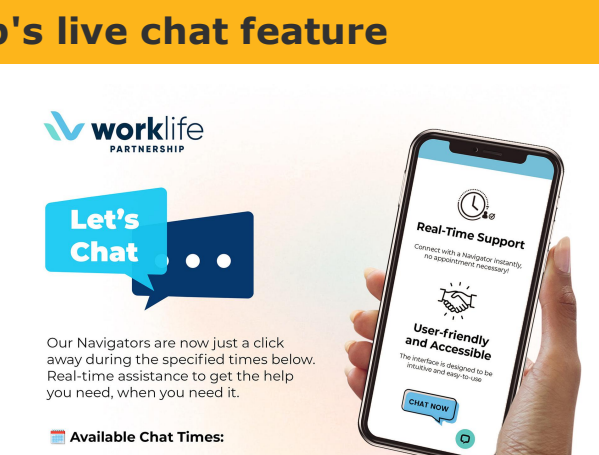 's live chat feature
worklife
PARTNERSHIP
Let's
Chat
Our Navigators are now just a click
away during the specified times below.
Real-time assistance to get the help
you need, when you need it.
Available Chat Times:
Real-Time Support
Connect with a Navigator instantly,
no appointment necessary!
User-friendly
and Accessible
The interface is designed to be
intuitive and easy-to-use
CHAT NOW